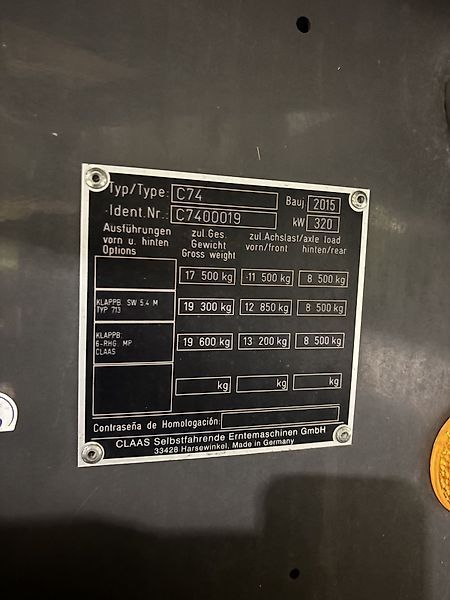 Typ/Type: C74 Bauj. 2015
Ident.Nr.: C7400019 kW 320
Ausführungen vorn u. hinten Options
zul.Ges. Gewicht Gross weight
zul.Achslast/axle load
vorn/front hinten/rear
17 500 kg 11 500 kg 8 500 kg
KLAPPB. SW 5.4 M
TYP 713
19 300 kg 12 850 kg 8 500 kg
KLAPPB.
6-RHG. MP
CLAAS
19 600 kg 13 200 kg 8 500 kg
kg kg kg
Contraseña de Homologación:
CLAAS Selbstfahrende Erntemaschinen GmbH
33428 Harsewinkel, Made in Germany